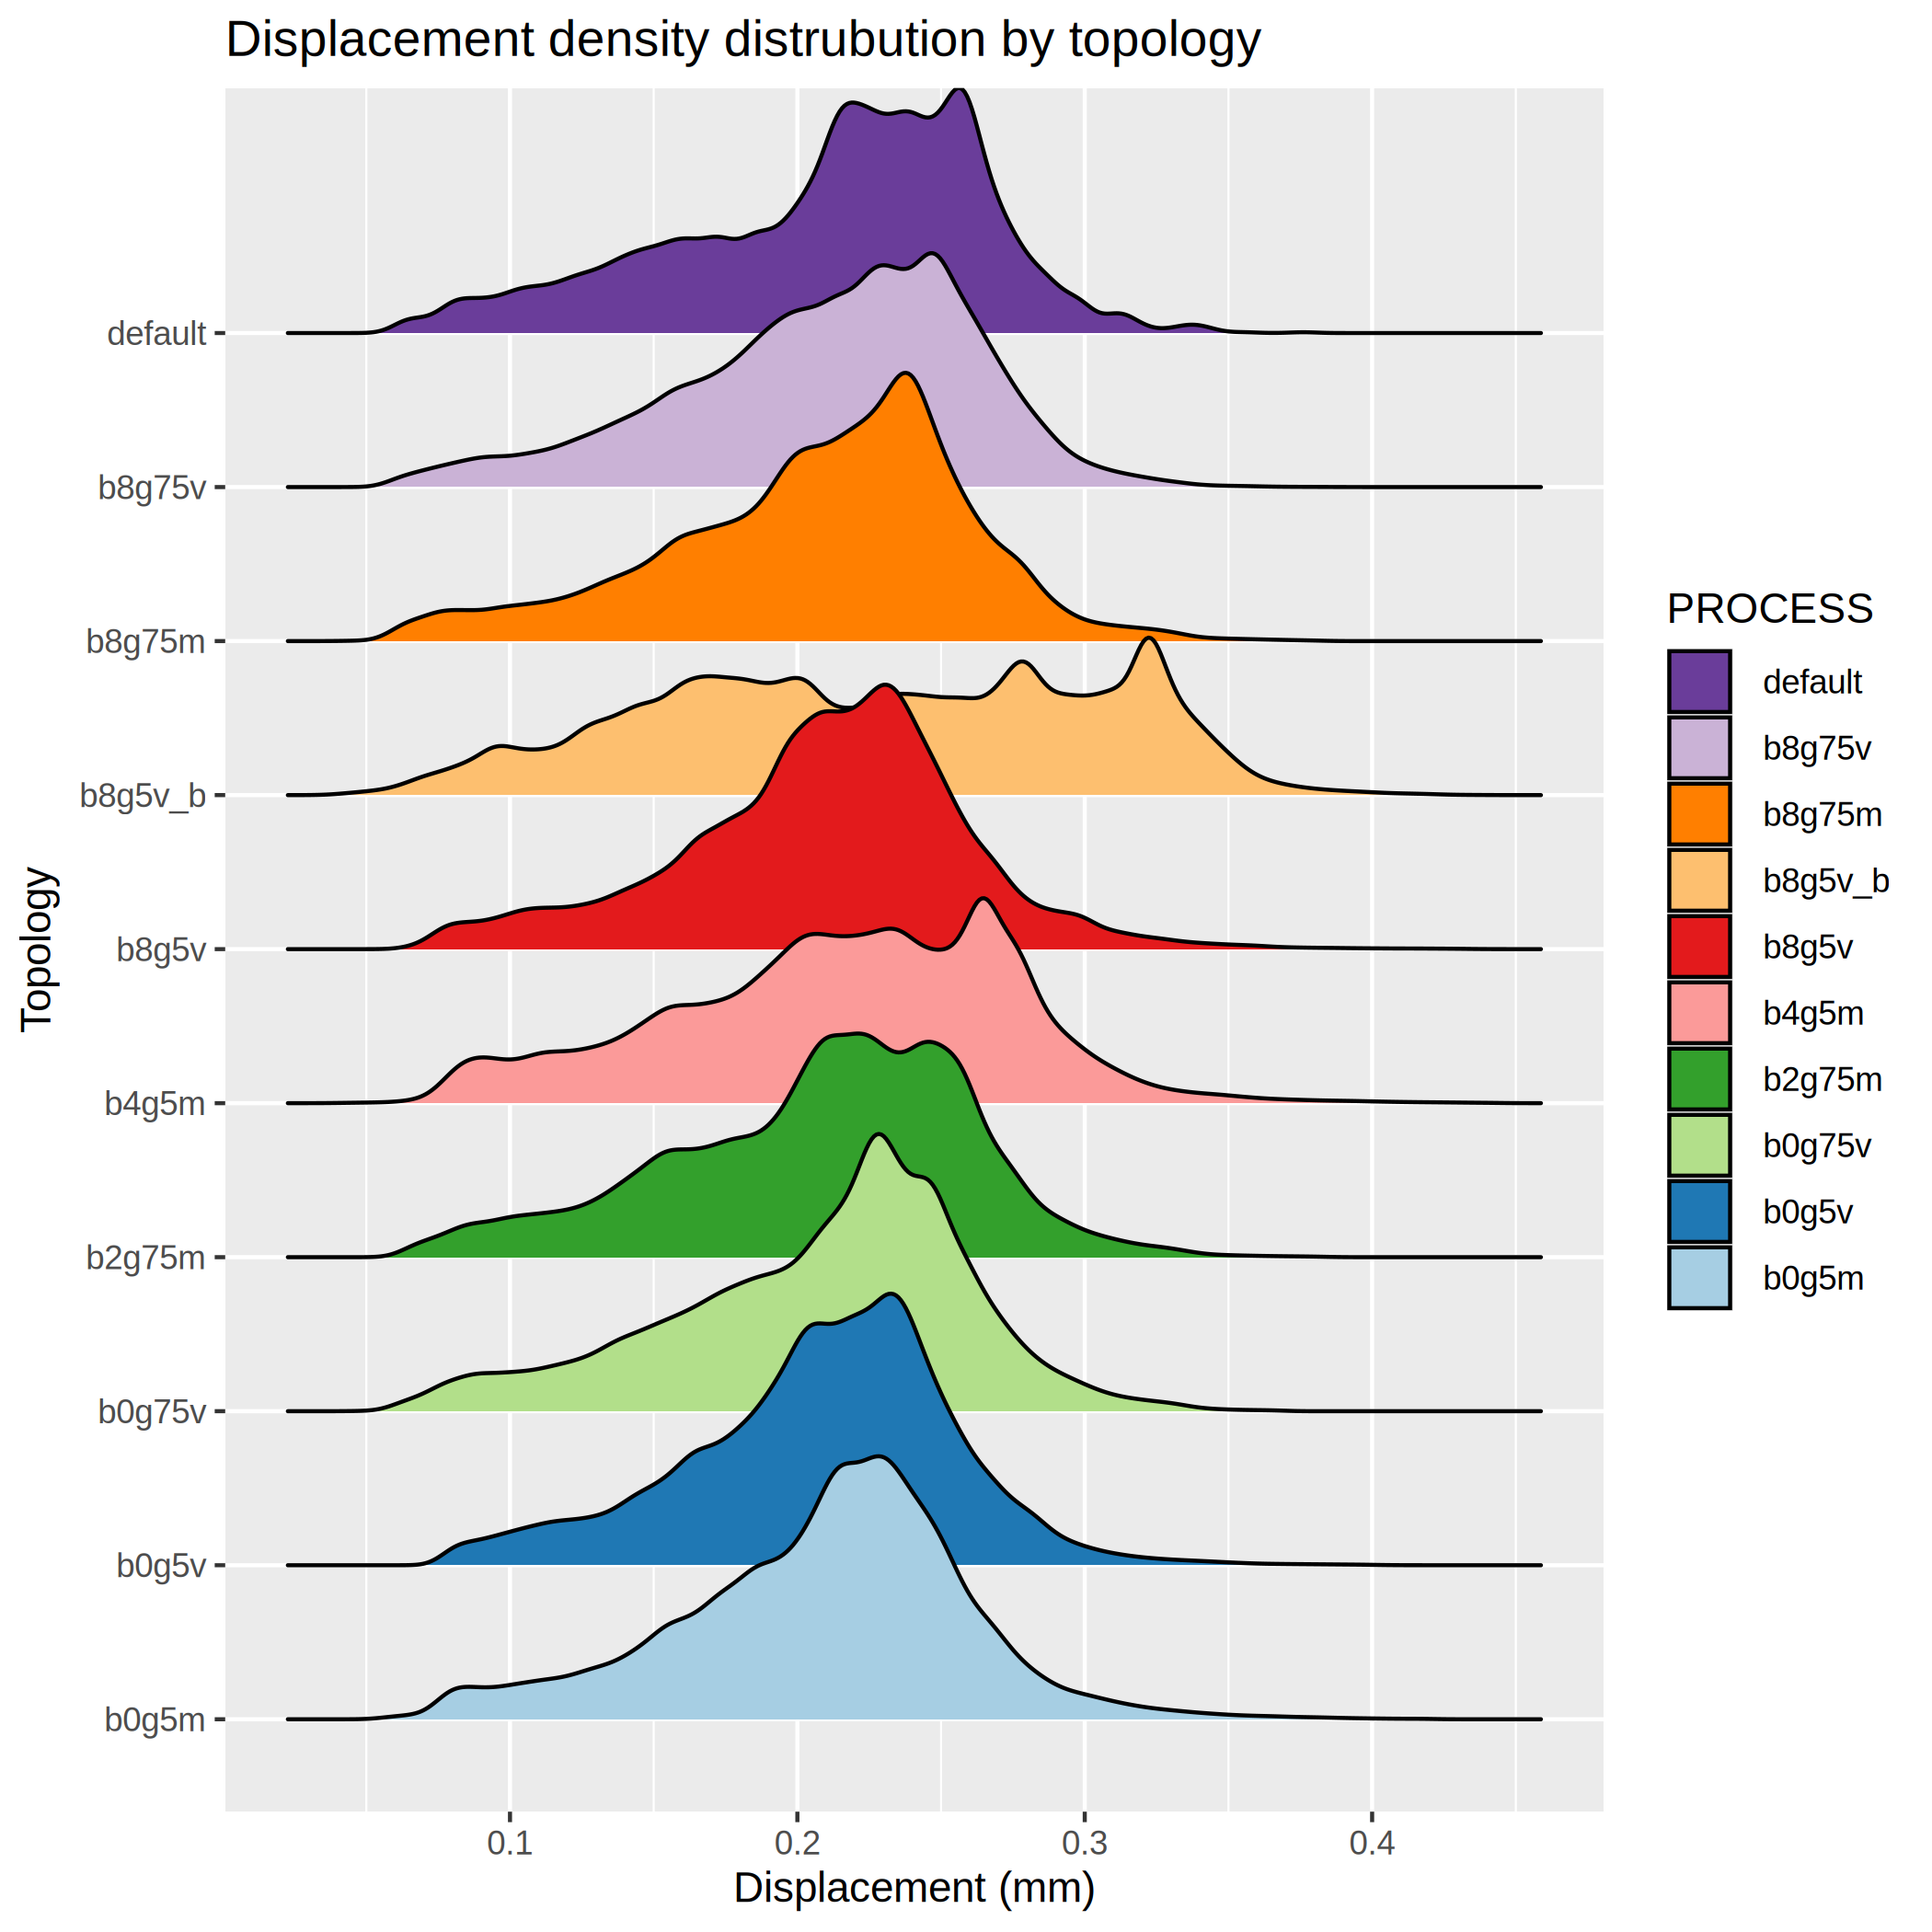 Displacement density distrubution by topology
Topology
default
b8g75v
b8g75m
b8g5v_b
b8g5v
b4g5m
b2g75m
b0g75v
b0g5v
b0g5m
0.1
0.2
0.3
0.4
Displacement (mm)
PROCESS
default
b8g75v
b8g75m
b8g5v_b
b8g5v
b4g5m
b2g75m
b0g75v
b0g5v
b0g5m